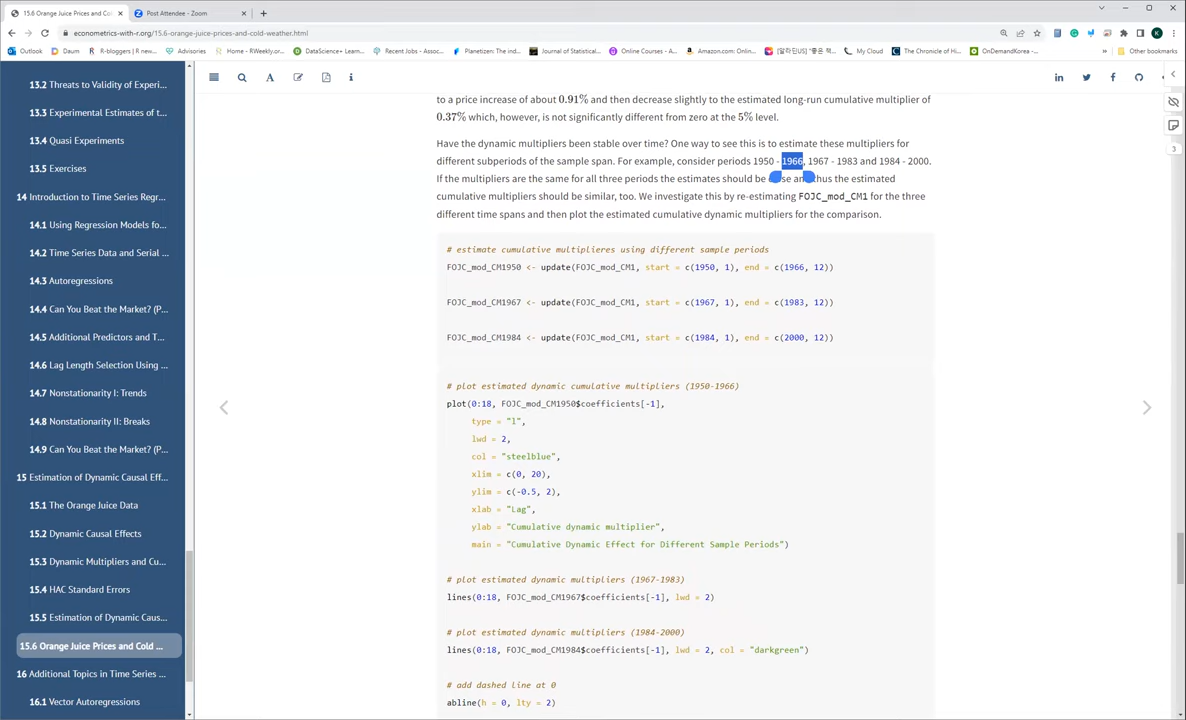 15.6 Orange Juice Prices and Cold
Post Attendee - Zoom
econometrics-with-r.org/15.6-orange-juice-prices-and-cold-weather.html
Outlook
Daum
R-bloggers | R new...
Advisories
Home - RWeekly.or...
DataScience+ Learn...
Recent Jobs - Assoc...
Planetizen: The ind...
Journal of Statistical...
Online Courses - A...
Amazon.com: Onlin...
[알라딘US] "좋은 책...
My Cloud
The Chronicle of Hi...
OnDemandKorea -...
Other bookmarks
13.2 Threats to Validity of Experi...
13.3 Experimental Estimates of t...
13.4 Quasi Experiments
13.5 Exercises
14 Introduction to Time Series Regr...
14.1 Using Regression Models fo...
14.2 Time Series Data and Serial ...
14.3 Autoregressions
14.4 Can You Beat the Market? (P...
14.5 Additional Predictors and T...
14.6 Lag Length Selection Using ...
14.7 Nonstationarity I: Trends
14.8 Nonstationarity II: Breaks
14.9 Can You Beat the Market? (P...
15 Estimation of Dynamic Causal Eff...
15.1 The Orange Juice Data
15.2 Dynamic Causal Effects
15.3 Dynamic Multipliers and Cu...
15.4 HAC Standard Errors
15.5 Estimation of Dynamic Caus...
15.6 Orange Juice Prices and Cold ...
16 Additional Topics in Time Series ...
16.1 Vector Autoregressions
to a price increase of about 0.91% and then decrease slightly to the estimated long-run cumulative multiplier of
0.37% which, however, is not significantly different from zero at the 5% level.
Have the dynamic multipliers been stable over time? One way to see this is to estimate these multipliers for
different subperiods of the sample span. For example, consider periods 1950 - 1966, 1967 - 1983 and 1984 - 2000.
If the multipliers are the same for all three periods the estimates should be thus the estimated
cumulative multipliers should be similar, too. We investigate this by re-estimating FOJC_mod_CM1 for the three
different time spans and then plot the estimated cumulative dynamic multipliers for the comparison.
# estimate cumulative multiplieres using different sample periods
FOJC_mod_CM1950 <- update(FOJC_mod_CM1, start = c(1950, 1), end = c(1966, 12))
FOJC_mod_CM1967 <- update(FOJC_mod_CM1, start = c(1967, 1), end = c(1983, 12))
FOJC_mod_CM1984 <- update(FOJC_mod_CM1, start = c(1984, 1), end = c(2000, 12))
# plot estimated dynamic cumulative multipliers (1950-1966)
plot(0:18, FOJC_mod_CM1950$coefficients[-1],
type = "l",
lwd = 2,
col = "steelblue",
xlim = c(0, 20),
ylim = c(-0.5, 2),
xlab = "Lag",
ylab = "Cumulative dynamic multiplier",
main = "Cumulative Dynamic Effect for Different Sample Periods")
# plot estimated dynamic multipliers (1967-1983)
lines(0:18, FOJC_mod_CM1967$coefficients[-1], lwd = 2)
# plot estimated dynamic multipliers (1984-2000)
lines(0:18, FOJC_mod_CM1984$coefficients[-1], lwd = 2, col = "darkgreen")
# add dashed line at 0
abline(h = 0, lty = 2)
3